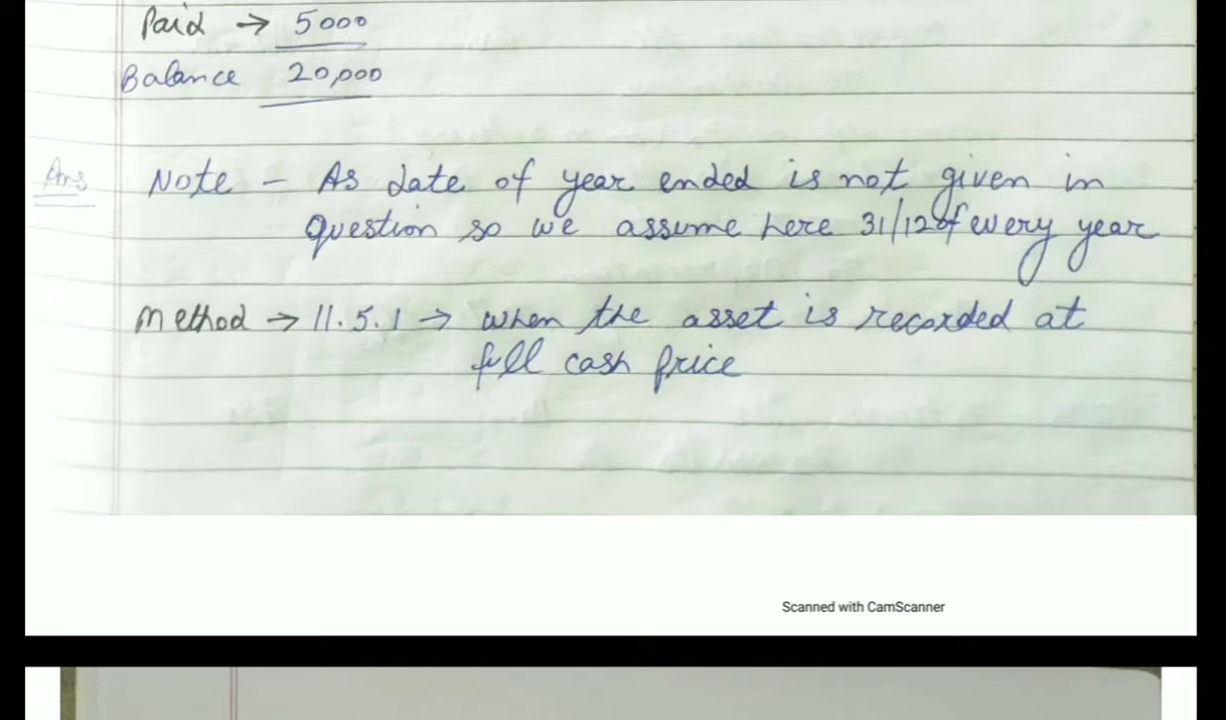 Paid → 5000
Balance 20,000
Ans Note - As date of year ended is not given in
question so we assume here 31/12 of every year
Method → 11.5.1 → when the asset is recorded at
full cash price
Scanned with CamScanner